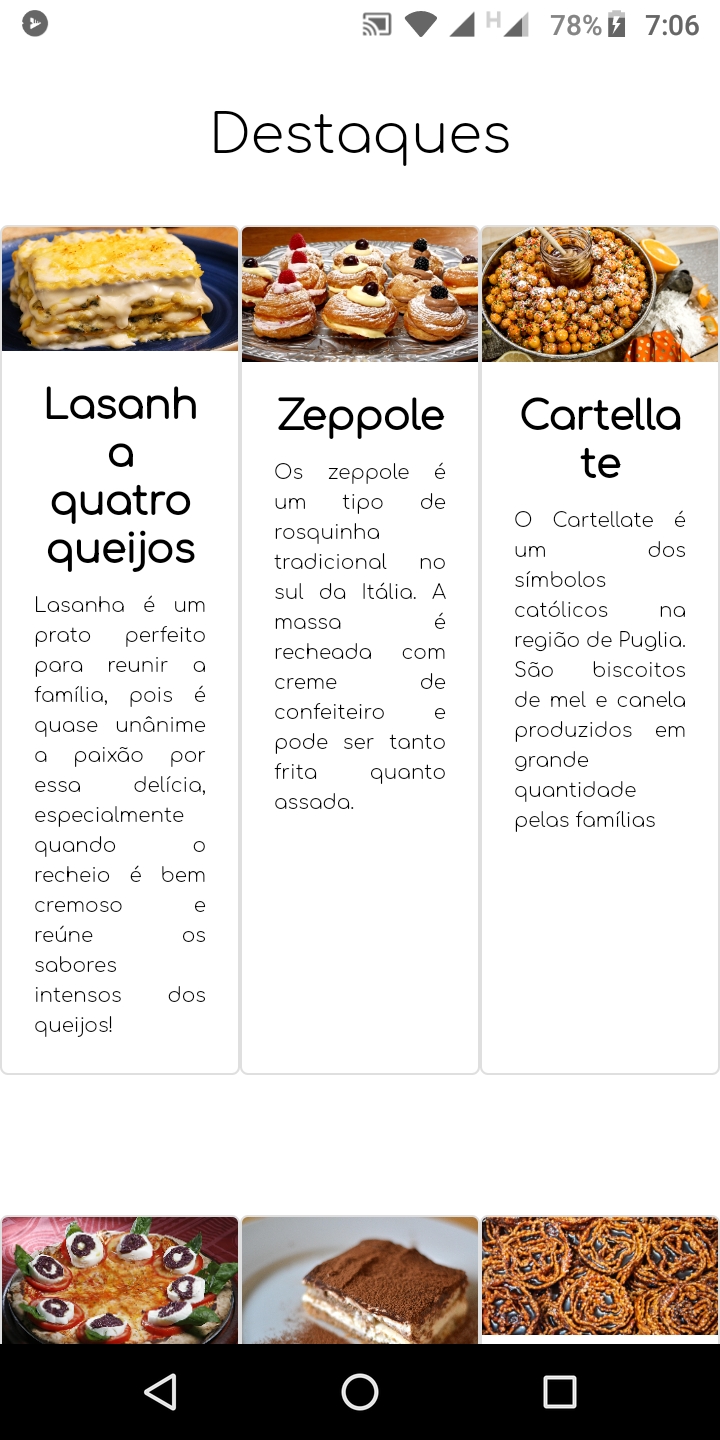 H 78% 7:06
Destaques
Lasanh
a
quatro
queijos
Lasanha é um
prato perfeito
para reunir a
família, pois é
quase unânime
a paixão por
essa delícia,
especialmente
quando o
recheio é bem
cremoso e
reúne os
sabores
intensos dos
queijos!
Zeppole
Os zeppole é
um tipo de
rosquinha
tradicional no
sul da Itália. A
massa é
recheada com
creme de
confeiteiro e
pode ser tanto
frita quanto
assada.
Cartella
te
O Cartellate é
um dos
símbolos
católicos na
região de Puglia.
São biscoitos
de mel e canela
produzidos em
grande
quantidade
pelas famílias